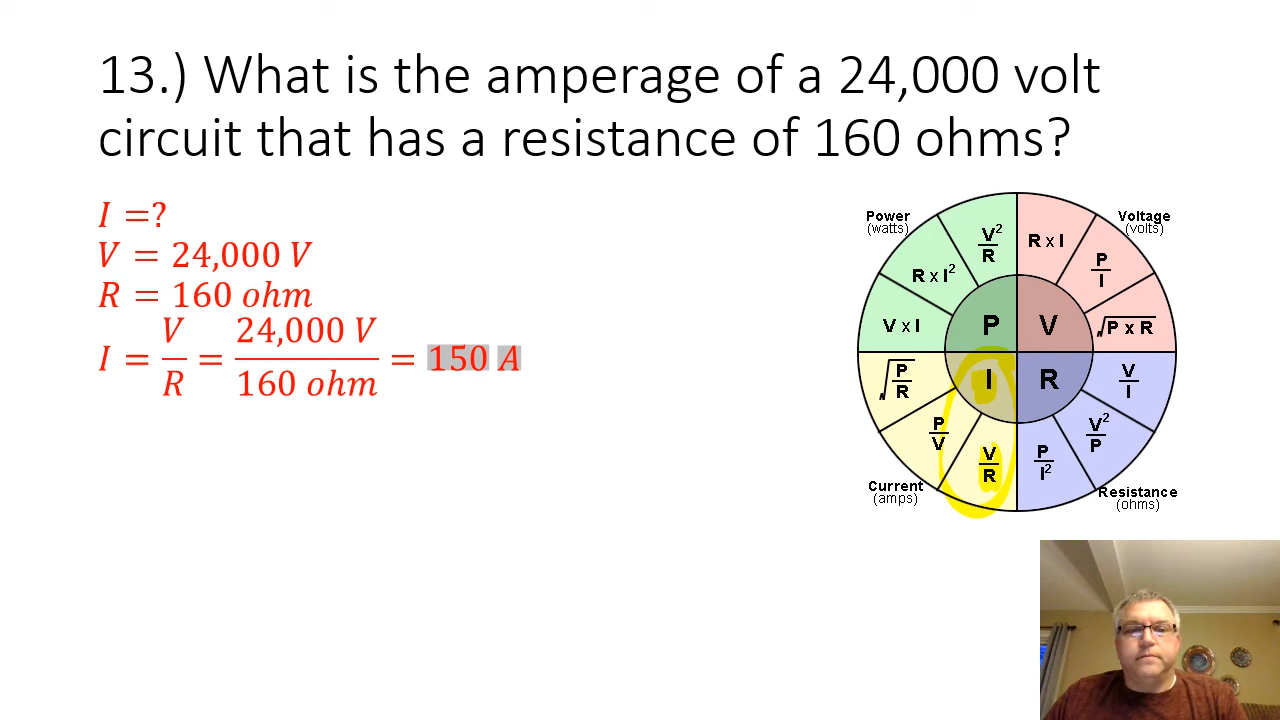 13.) What is the amperage of a 24,000 volt
circuit that has a resistance of 160 ohms?
I =?
V = 24,000 V
R = 160 ohm
I = V/R = 24,000 V/160 ohm = 150 A
Power
(watts)
Voltage
(volts)
V²/R
R x I
R x I²
P/I
V x I
√P x R
P
V
I
R
√P/R
V/I
P/V
V²/P
V/R
P/I²
Current
(amps)
Resistance
(ohms)